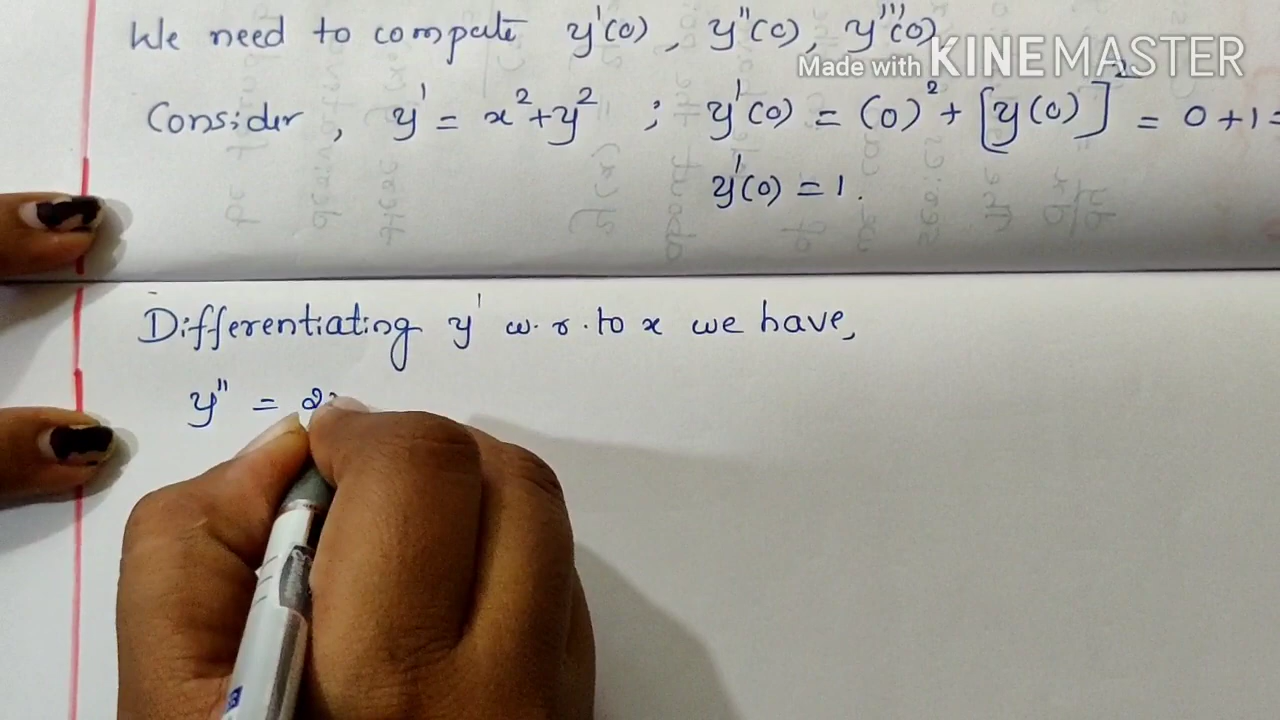 We need to compute y'(0), y''(0), y'''(0)
Made with KINEMASTER
Consider, y' = x²+y² ; y'(0) = (0)² + [y(0)]² = 0+1=
y'(0) = 1.
Differentiating y' w.r.to x we have,
y'' = 2x